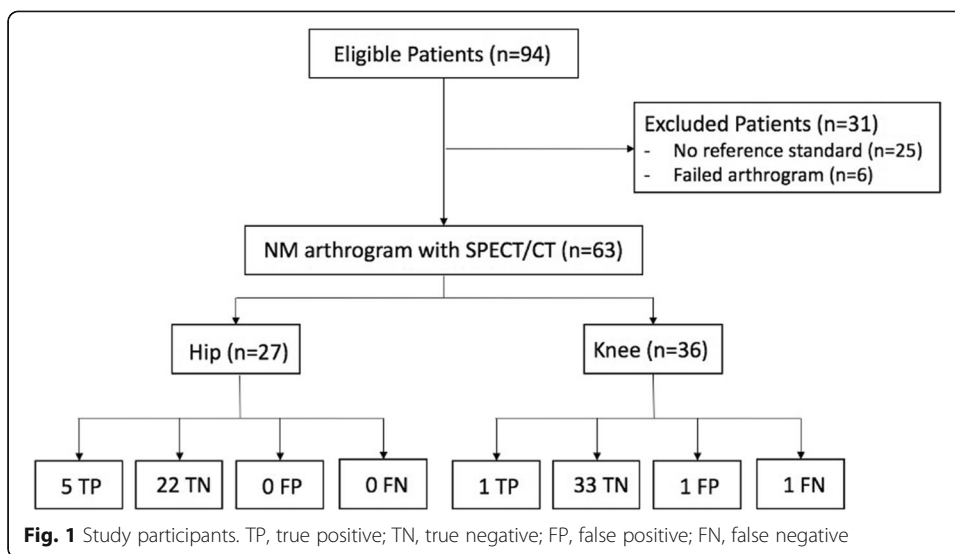 Eligible Patients (n=94)
Excluded Patients (n=31)
- No reference standard (n=25)
- Failed arthrogram (n=6)
NM arthrogram with SPECT/CT (n=63)
Hip (n=27)
Knee (n=36)
5 TP
22 TN
0 FP
0 FN
1 TP
33 TN
1 FP
1 FN
Fig. 1 Study participants. TP, true positive; TN, true negative; FP, false positive; FN, false negative